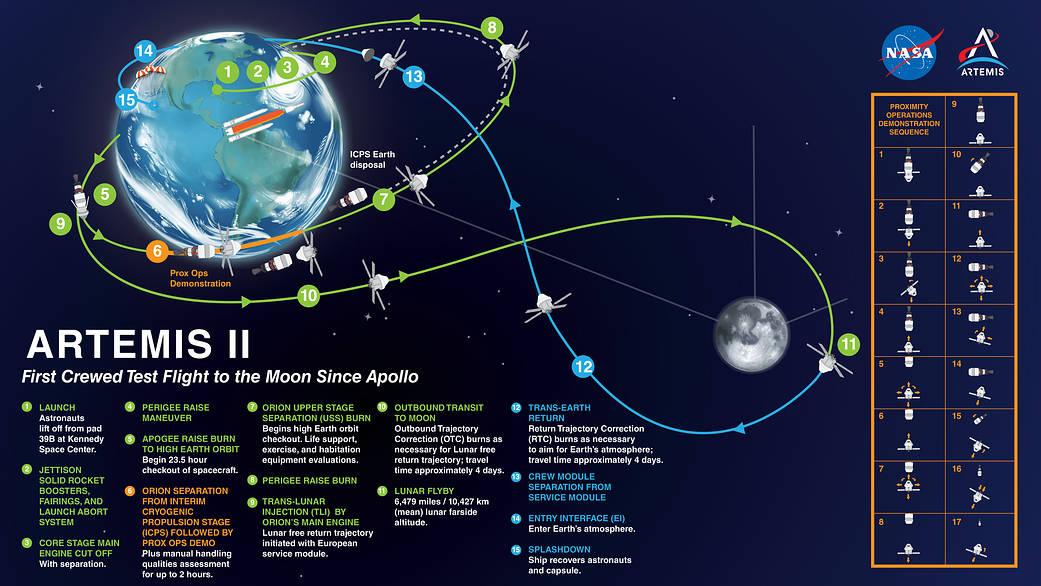 14
15
1
2
3
4
8
13
ICPS Earth
disposal
5
9
6
7
Prox Ops
Demonstration
10
11
12
NASA
ARTEMIS
PROXIMITY
OPERATIONS
DEMONSTRATION
SEQUENCE
1
2
3
4
5
6
7
8
9
10
11
12
13
14
15
16
17
ARTEMIS II
First Crewed Test Flight to the Moon Since Apollo
1 LAUNCH
Astronauts
lift off from pad
39B at Kennedy
Space Center.
2 JETTISON
SOLID ROCKET
BOOSTERS,
FAIRINGS, AND
LAUNCH ABORT
SYSTEM
3 CORE STAGE MAIN
ENGINE CUT OFF
With separation.
4 PERIGEE RAISE
MANEUVER
5 APOGEE RAISE BURN
TO HIGH EARTH ORBIT
Begin 23.5 hour
checkout of spacecraft.
6 ORION SEPARATION
FROM INTERIM
CRYOGENIC
PROPULSION STAGE
(ICPS) FOLLOWED BY
PROX OPS DEMO
Plus manual handling
qualities assessment
for up to 2 hours.
7 ORION UPPER STAGE
SEPARATION (USS) BURN
Begins high Earth orbit
checkout. Life support,
exercise, and habitation
equipment evaluations.
8 PERIGEE RAISE BURN
9 TRANS-LUNAR
INJECTION (TLI) BY
ORION'S MAIN ENGINE
Lunar free return trajectory
initiated with European
service module.
10 OUTBOUND TRANSIT
TO MOON
Outbound Trajectory
Correction (OTC) burns as
necessary for Lunar free
return trajectory; travel
time approximately 4 days.
11 LUNAR FLYBY
6,479 miles / 10,427 km
(mean) lunar farside
altitude.
12 TRANS-EARTH
RETURN
Return Trajectory Correction
(RTC) burns as necessary
to aim for Earth's atmosphere;
travel time approximately 4 days.
13 CREW MODULE
SEPARATION FROM
SERVICE MODULE
14 ENTRY INTERFACE (EI)
Enter Earth's atmosphere.
15 SPLASHDOWN
Ship recovers astronauts
and capsule.